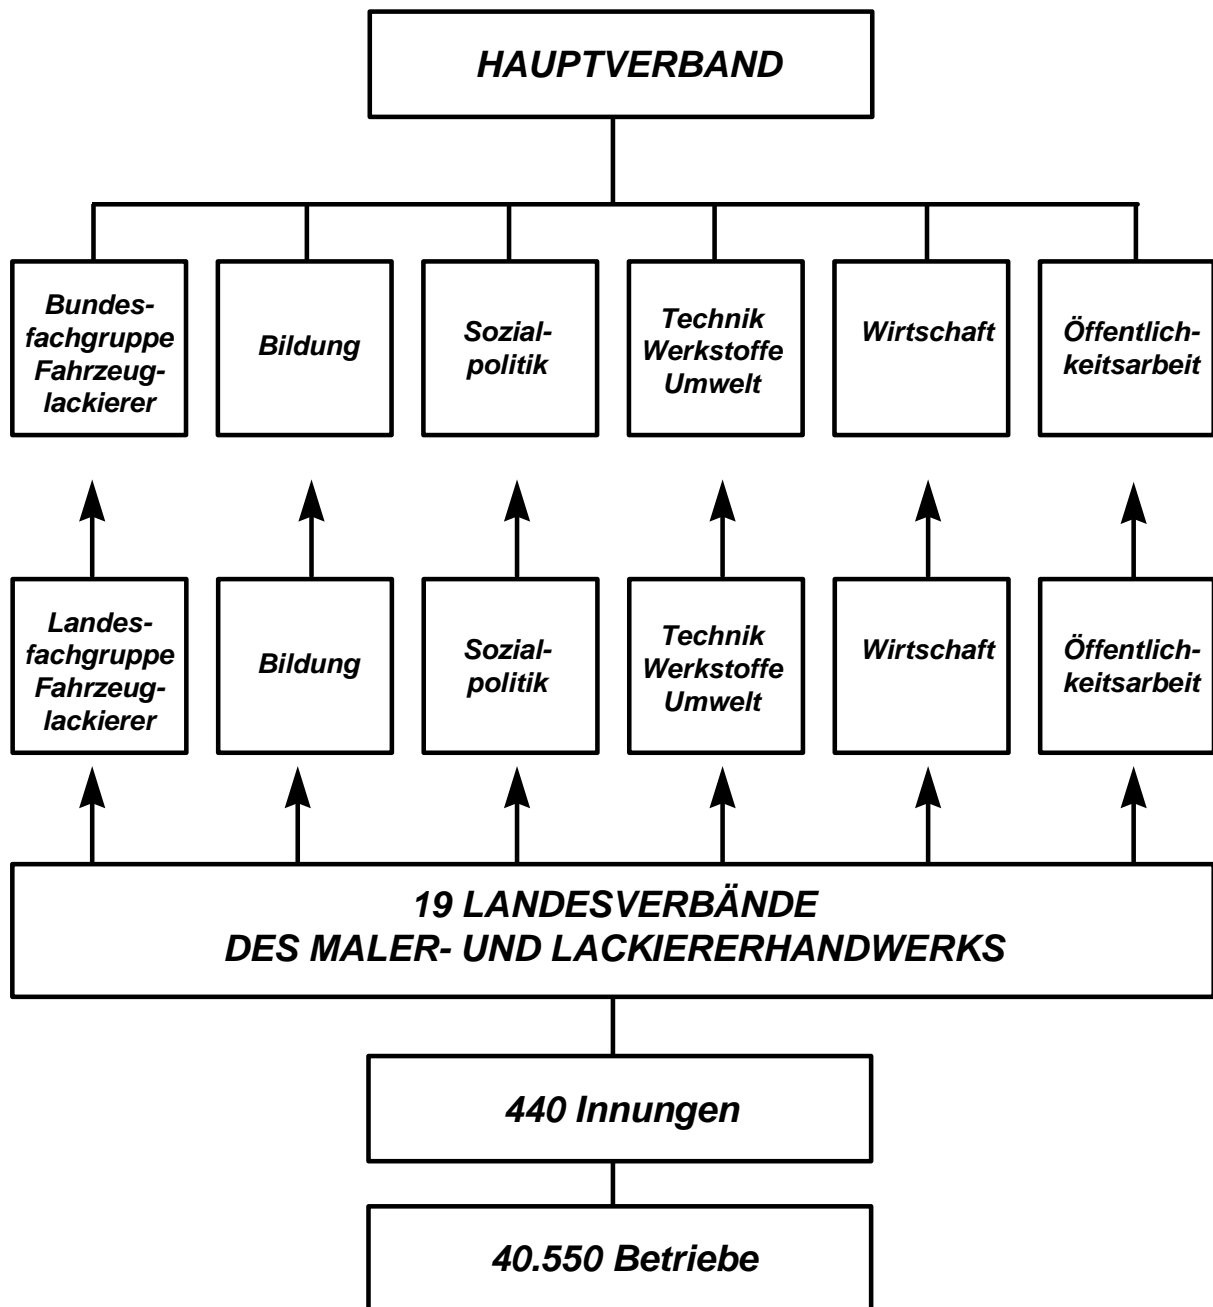 HAUPTVERBAND
Bundes-
fachgruppe
Fahrzeug-
lackierer
Bildung
Sozial-
politik
Technik
Werkstoffe
Umwelt
Wirtschaft
Öffentlich-
keitsarbeit
Landes-
fachgruppe
Fahrzeug-
lackierer
Bildung
Sozial-
politik
Technik
Werkstoffe
Umwelt
Wirtschaft
Öffentlich-
keitsarbeit
19 LANDESVERBÄNDE
DES MALER- UND LACKIERERHANDWERKS
440 Innungen
40.550 Betriebe